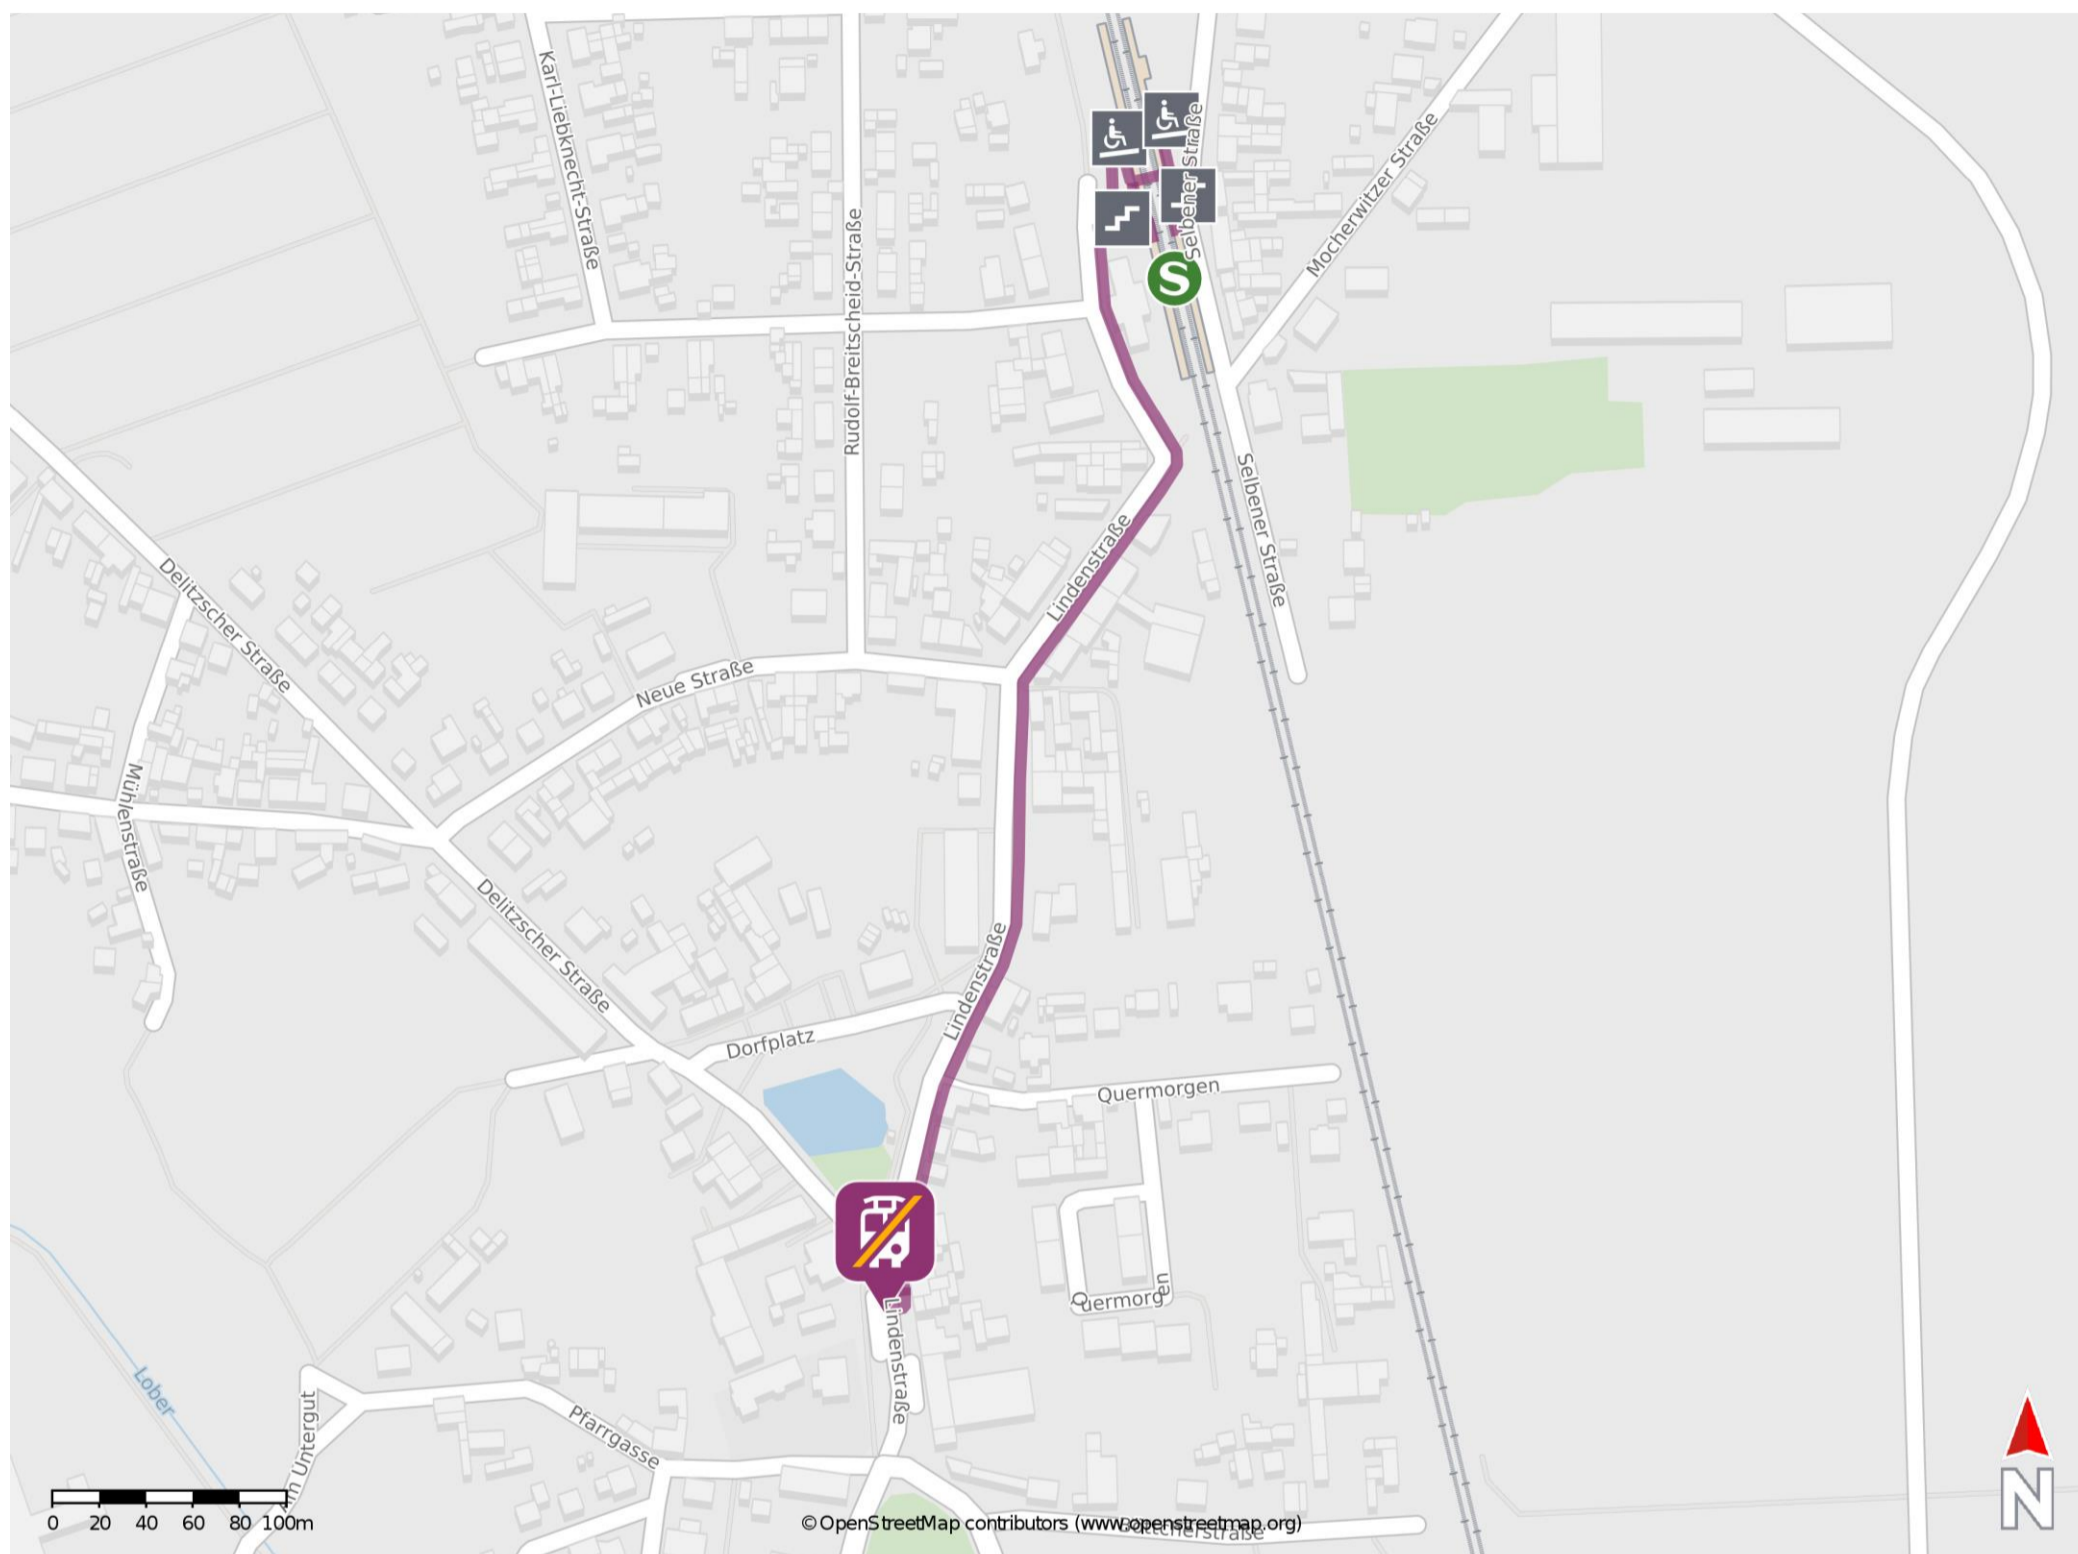 Karl-Liebknecht-Straße
Selbener Straße
Mocherwitzer Straße
Rudolf-Breitscheid-Straße
S
Selbener Straße
Lindenstraße
Delitzscher Straße
Neue Straße
Mühlenstraße
Delitzscher Straße
Lindenstraße
Dorfplatz
Quermorgen
Quermorgen
Lindenstraße
Lober
Pfarrgasse
Am Untergut
0 20 40 60 80 100m
© OpenStreetMap contributors (www.openstreetmap.org)
Böttcherstraße
N